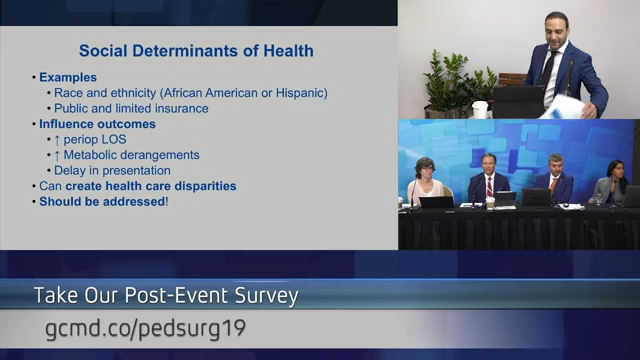 Social Determinants of Health
• Examples
• Race and ethnicity (African American or Hispanic)
• Public and limited insurance
• Influence outcomes
• ↑ periop LOS
• ↑ Metabolic derangements
• Delay in presentation
• Can create health care disparities
• Should be addressed!
Take Our Post-Event Survey
gcmd.co/pedsurg19